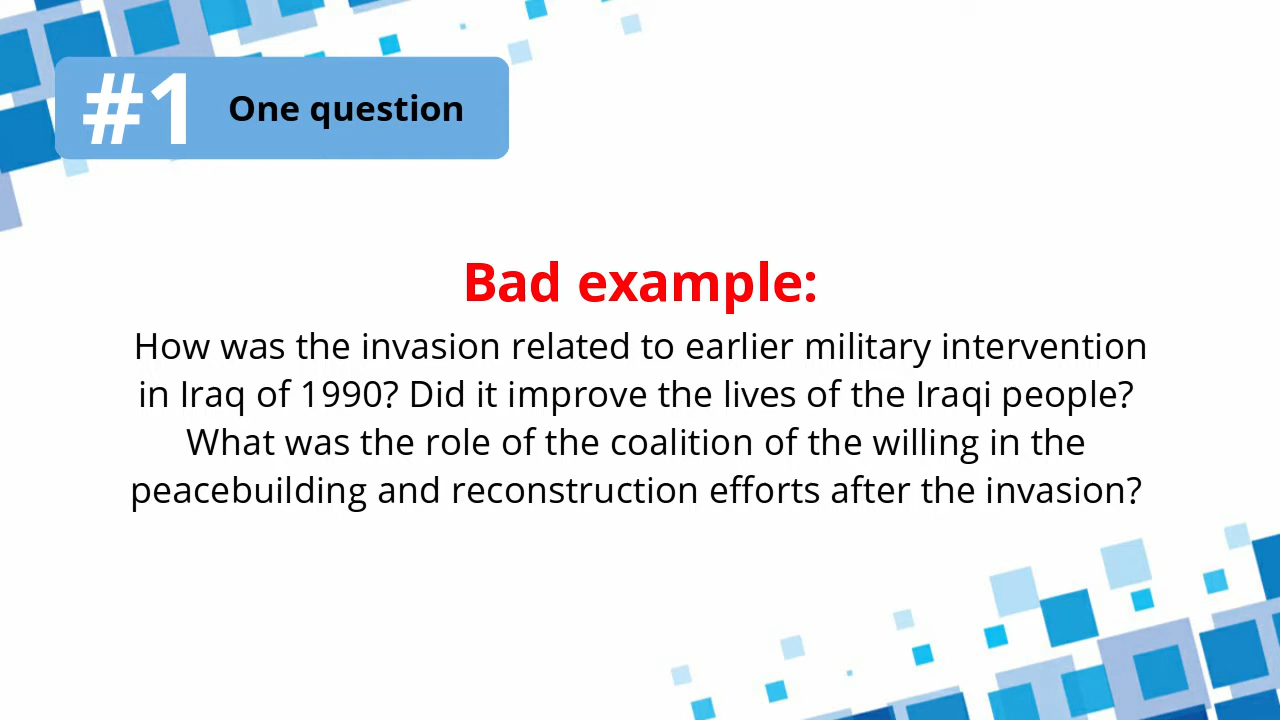 #1 One question
Bad example:
How was the invasion related to earlier military intervention
in Iraq of 1990? Did it improve the lives of the Iraqi people?
What was the role of the coalition of the willing in the
peacebuilding and reconstruction efforts after the invasion?